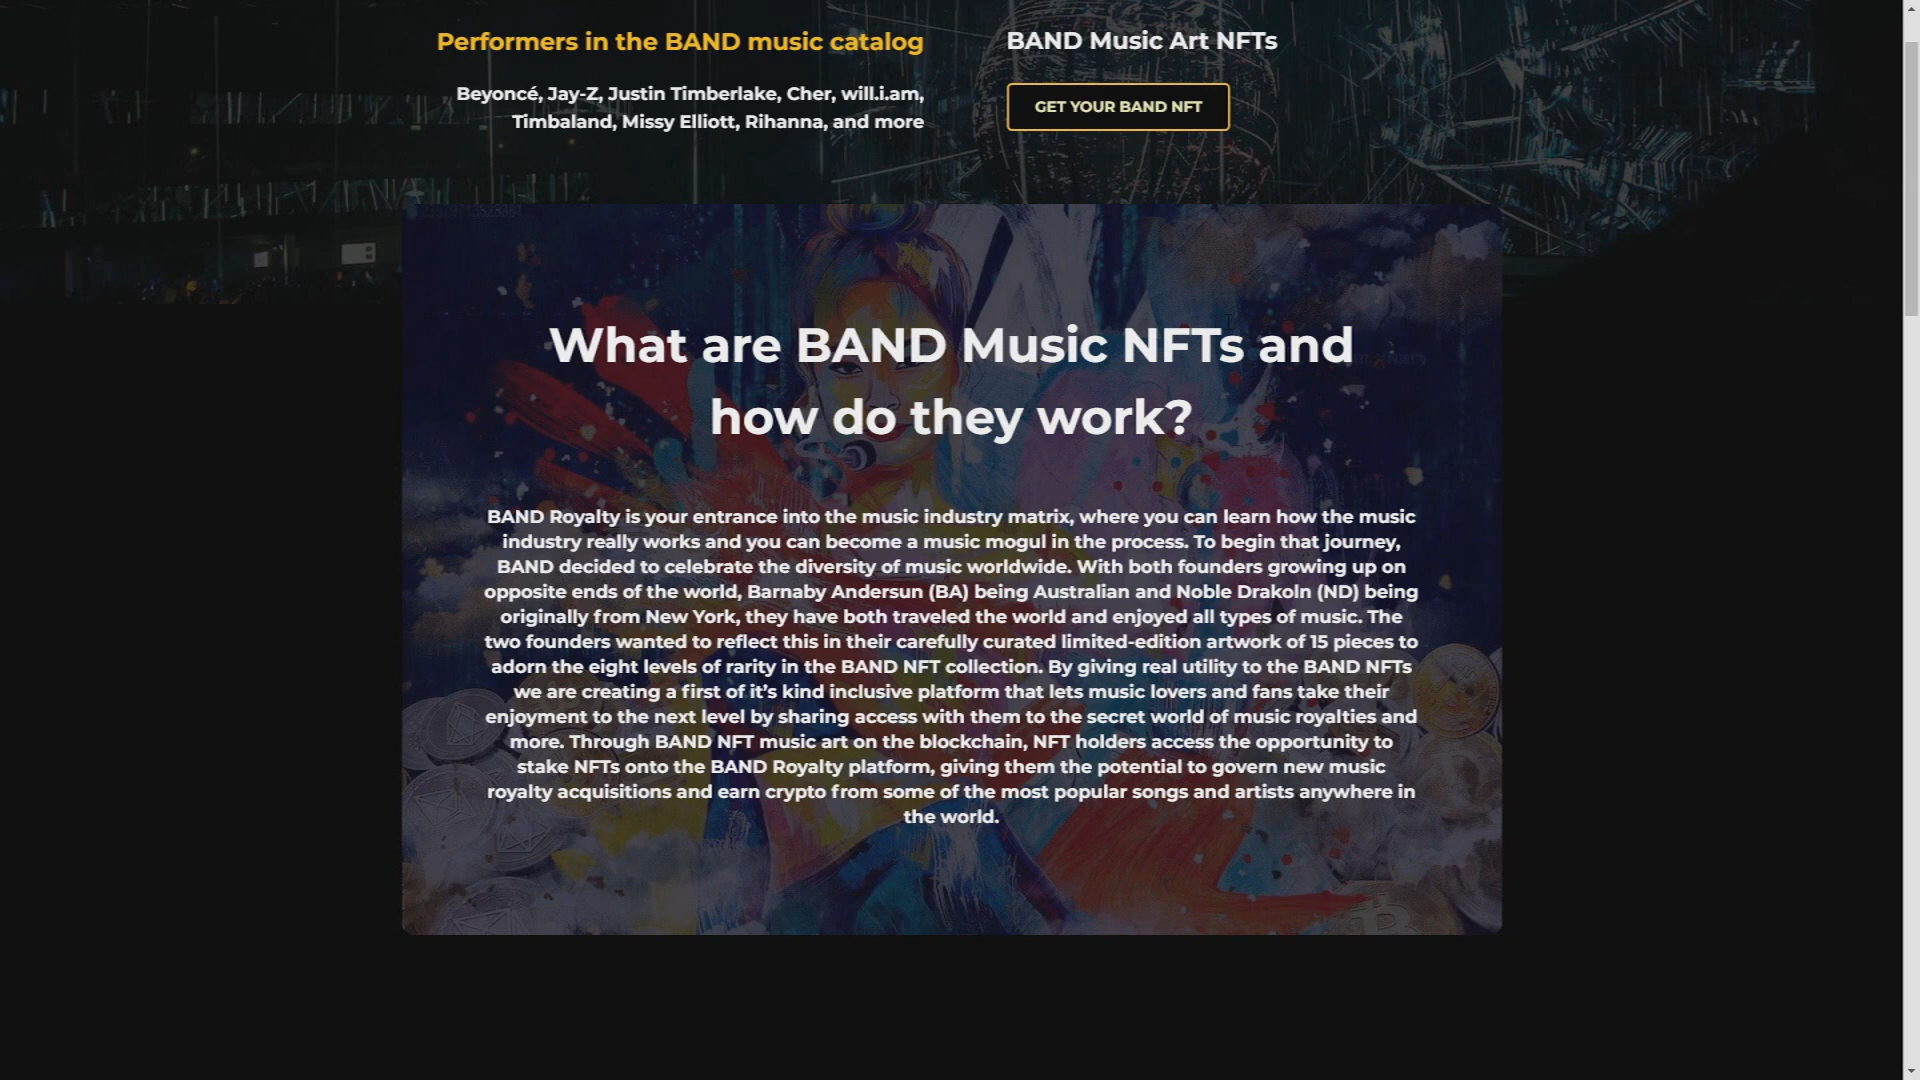 Performers in the BAND music catalog
Beyoncé, Jay-Z, Justin Timberlake, Cher, will.i.am,
Timbaland, Missy Elliott, Rihanna, and more
BAND Music Art NFTs
GET YOUR BAND NFT
What are BAND Music NFTs and
how do they work?
BAND Royalty is your entrance into the music industry matrix, where you can learn how the music
industry really works and you can become a music mogul in the process. To begin that journey,
BAND decided to celebrate the diversity of music worldwide. With both founders growing up on
opposite ends of the world, Barnaby Andersun (BA) being Australian and Noble Drakoln (ND) being
originally from New York, they have both traveled the world and enjoyed all types of music. The
two founders wanted to reflect this in their carefully curated limited-edition artwork of 15 pieces to
adorn the eight levels of rarity in the BAND NFT collection. By giving real utility to the BAND NFTs
we are creating a first of it’s kind inclusive platform that lets music lovers and fans take their
enjoyment to the next level by sharing access with them to the secret world of music royalties and
more. Through BAND NFT music art on the blockchain, NFT holders access the opportunity to
stake NFTs onto the BAND Royalty platform, giving them the potential to govern new music
royalty acquisitions and earn crypto from some of the most popular songs and artists anywhere in
the world.